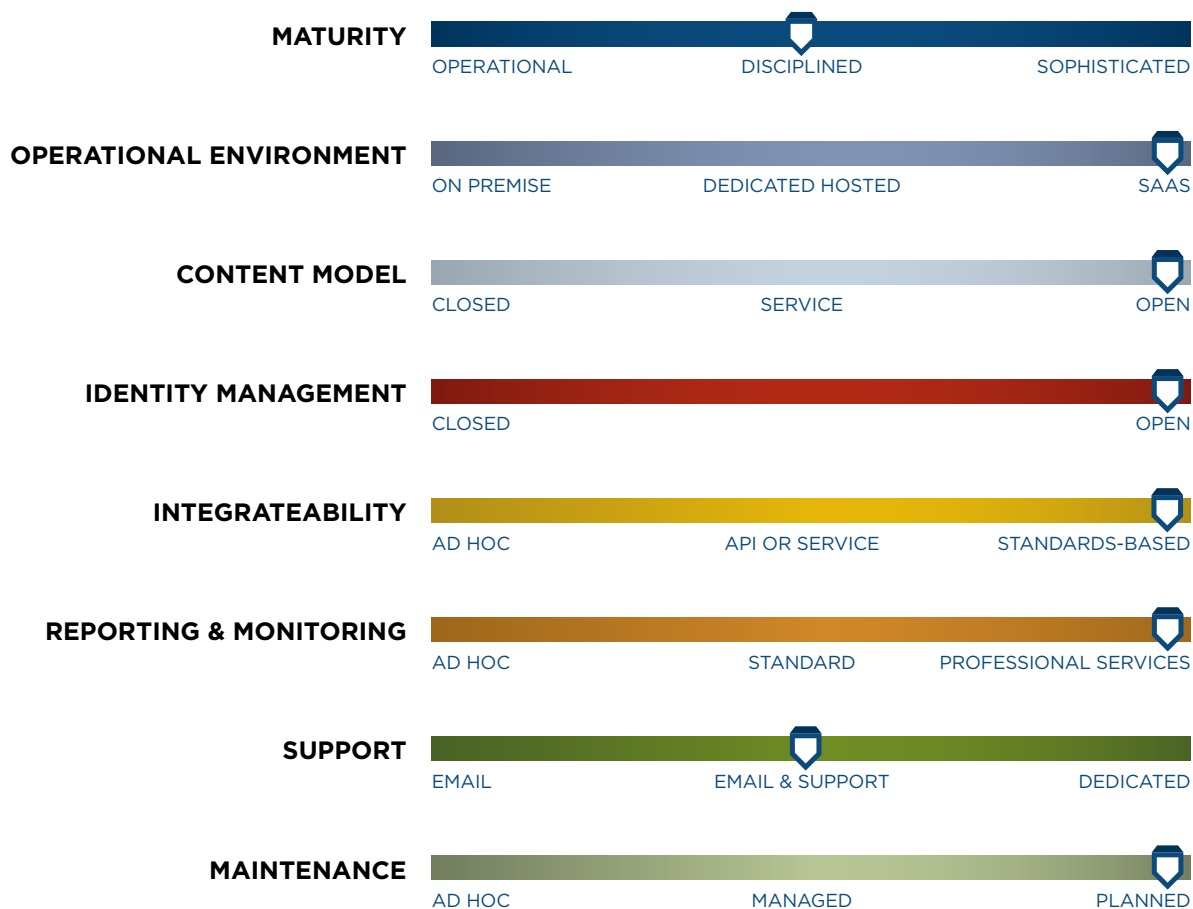 MATURITY
OPERATIONAL DISCIPLINED SOPHISTICATED
OPERATIONAL ENVIRONMENT
ON PREMISE DEDICATED HOSTED SAAS
CONTENT MODEL
CLOSED SERVICE OPEN
IDENTITY MANAGEMENT
CLOSED OPEN
INTEGRATEABILITY
AD HOC API OR SERVICE STANDARDS-BASED
REPORTING & MONITORING
AD HOC STANDARD PROFESSIONAL SERVICES
SUPPORT
EMAIL EMAIL & SUPPORT DEDICATED
MAINTENANCE
AD HOC MANAGED PLANNED